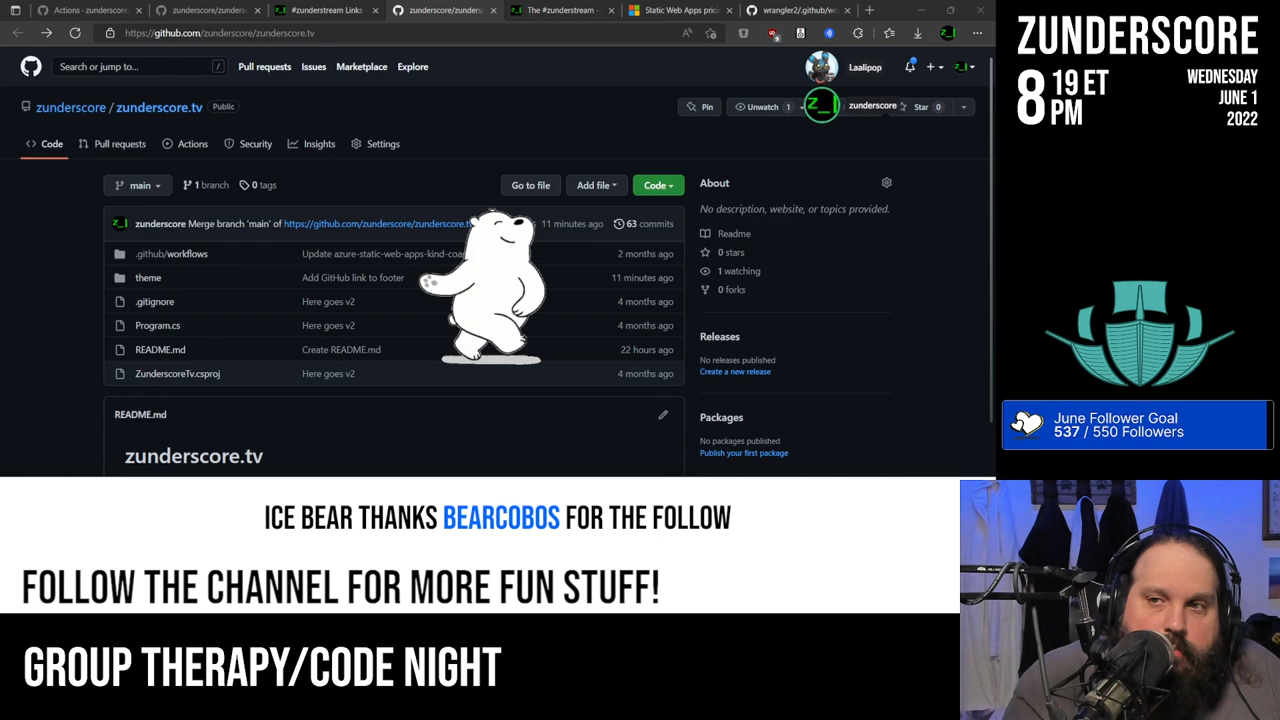 Actions - zunderscore.
zunderscore/zunders
#zunderstream Links
zunderscore/zunders
The #zunderstream -
Static Web Apps pric
wrangler2/.github/wo
https://github.com/zunderscore/zunderscore.tv
Search or jump to...
/
Pull requests
Issues
Marketplace
Explore
Laalipop
zunderscore / zunderscore.tv
Public
Pin
Unwatch
1
zunderscore
Star
0
Code
Pull requests
Actions
Security
Insights
Settings
main
1 branch
0 tags
Go to file
Add file
Code
zunderscore Merge branch 'main' of https://github.com/zunderscore/zunderscore.t
11 minutes ago
63 commits
.github/workflows
Update azure-static-web-apps-kind-coa
2 months ago
theme
Add GitHub link to footer
11 minutes ago
.gitignore
Here goes v2
4 months ago
Program.cs
Here goes v2
4 months ago
README.md
Create README.md
22 hours ago
ZunderscoreTv.csproj
Here goes v2
4 months ago
README.md
zunderscore.tv
About
No description, website, or topics provided.
Readme
0 stars
1 watching
0 forks
Releases
No releases published
Create a new release
Packages
No packages published
Publish your first package
ZUNDERSCORE
8 19 ET
PM
WEDNESDAY
JUNE 1
2022
June Follower Goal
537 / 550 Followers
ICE BEAR THANKS BEARCOBOS FOR THE FOLLOW
FOLLOW THE CHANNEL FOR MORE FUN STUFF!
GROUP THERAPY/CODE NIGHT